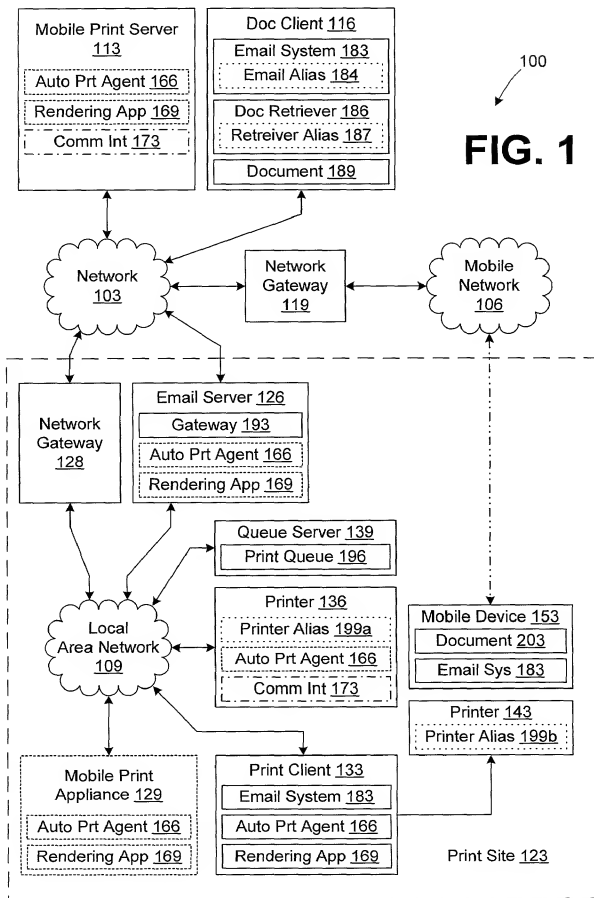 Mobile Print Server
113
Auto Prt Agent 166
Rendering App 169
Comm Int 173
Doc Client 116
Email System 183
Email Alias 184
Doc Retriever 186
Retreiver Alias 187
Document 189
100
FIG. 1
Network
103
Network
Gateway
119
Mobile
Network
106
Network
Gateway
128
Email Server 126
Gateway 193
Auto Prt Agent 166
Rendering App 169
Queue Server 139
Print Queue 196
Local
Area Network
109
Printer 136
Printer Alias 199a
Auto Prt Agent 166
Comm Int 173
Mobile Device 153
Document 203
Email Sys 183
Printer 143
Printer Alias 199b
Mobile Print
Appliance 129
Auto Prt Agent 166
Rendering App 169
Print Client 133
Email System 183
Auto Prt Agent 166
Rendering App 169
Print Site 123